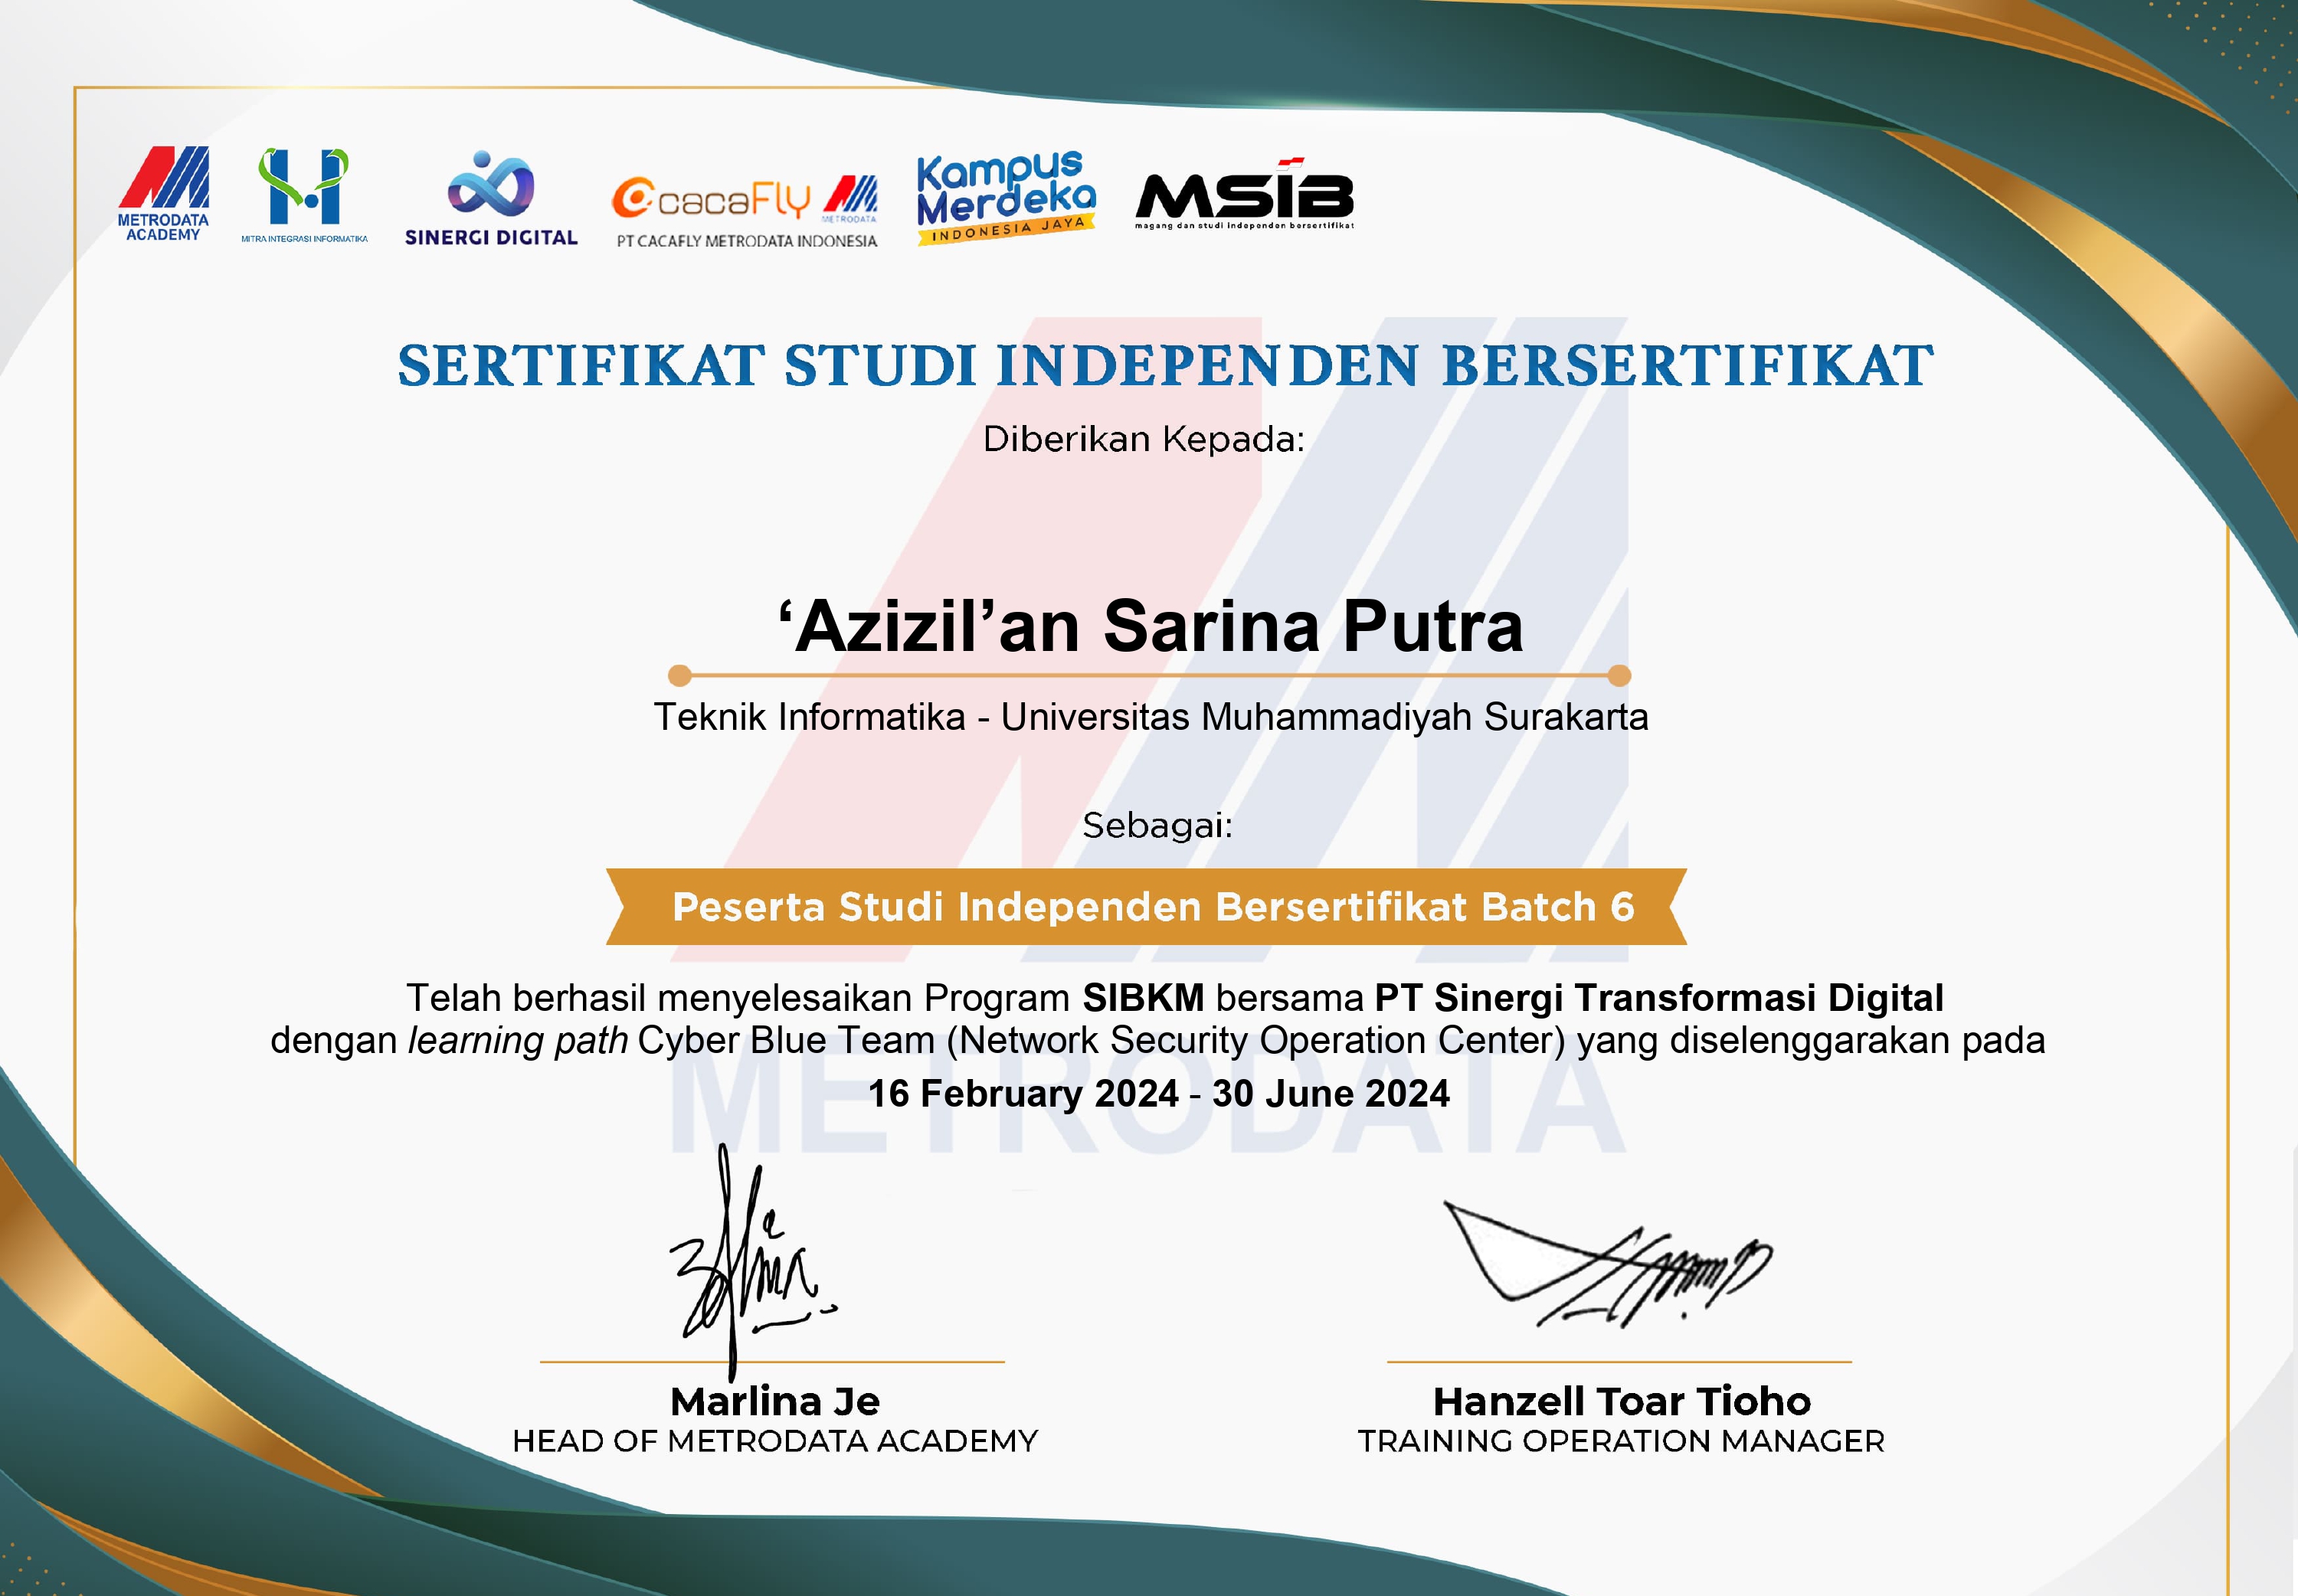 METRODATA
ACADEMY
MITRA INTEGRASI INFORMATIKA
SINERGI DIGITAL
cacaFly
METRODATA
PT CACAFLY METRODATA INDONESIA
Kampus
Merdeka
INDONESIA JAYA
MSIB
magang dan studi independen bersertifikat
SERTIFIKAT STUDI INDEPENDEN BERSERTIFIKAT
Diberikan Kepada:
‘Azizil’an Sarina Putra
Teknik Informatika - Universitas Muhammadiyah Surakarta
Sebagai:
Peserta Studi Independen Bersertifikat Batch 6
Telah berhasil menyelesaikan Program SIBKM bersama PT Sinergi Transformasi Digital
dengan learning path Cyber Blue Team (Network Security Operation Center) yang diselenggarakan pada
16 February 2024 - 30 June 2024
METRODATA
Marlina Je
HEAD OF METRODATA ACADEMY
Hanzell Toar Tioho
TRAINING OPERATION MANAGER